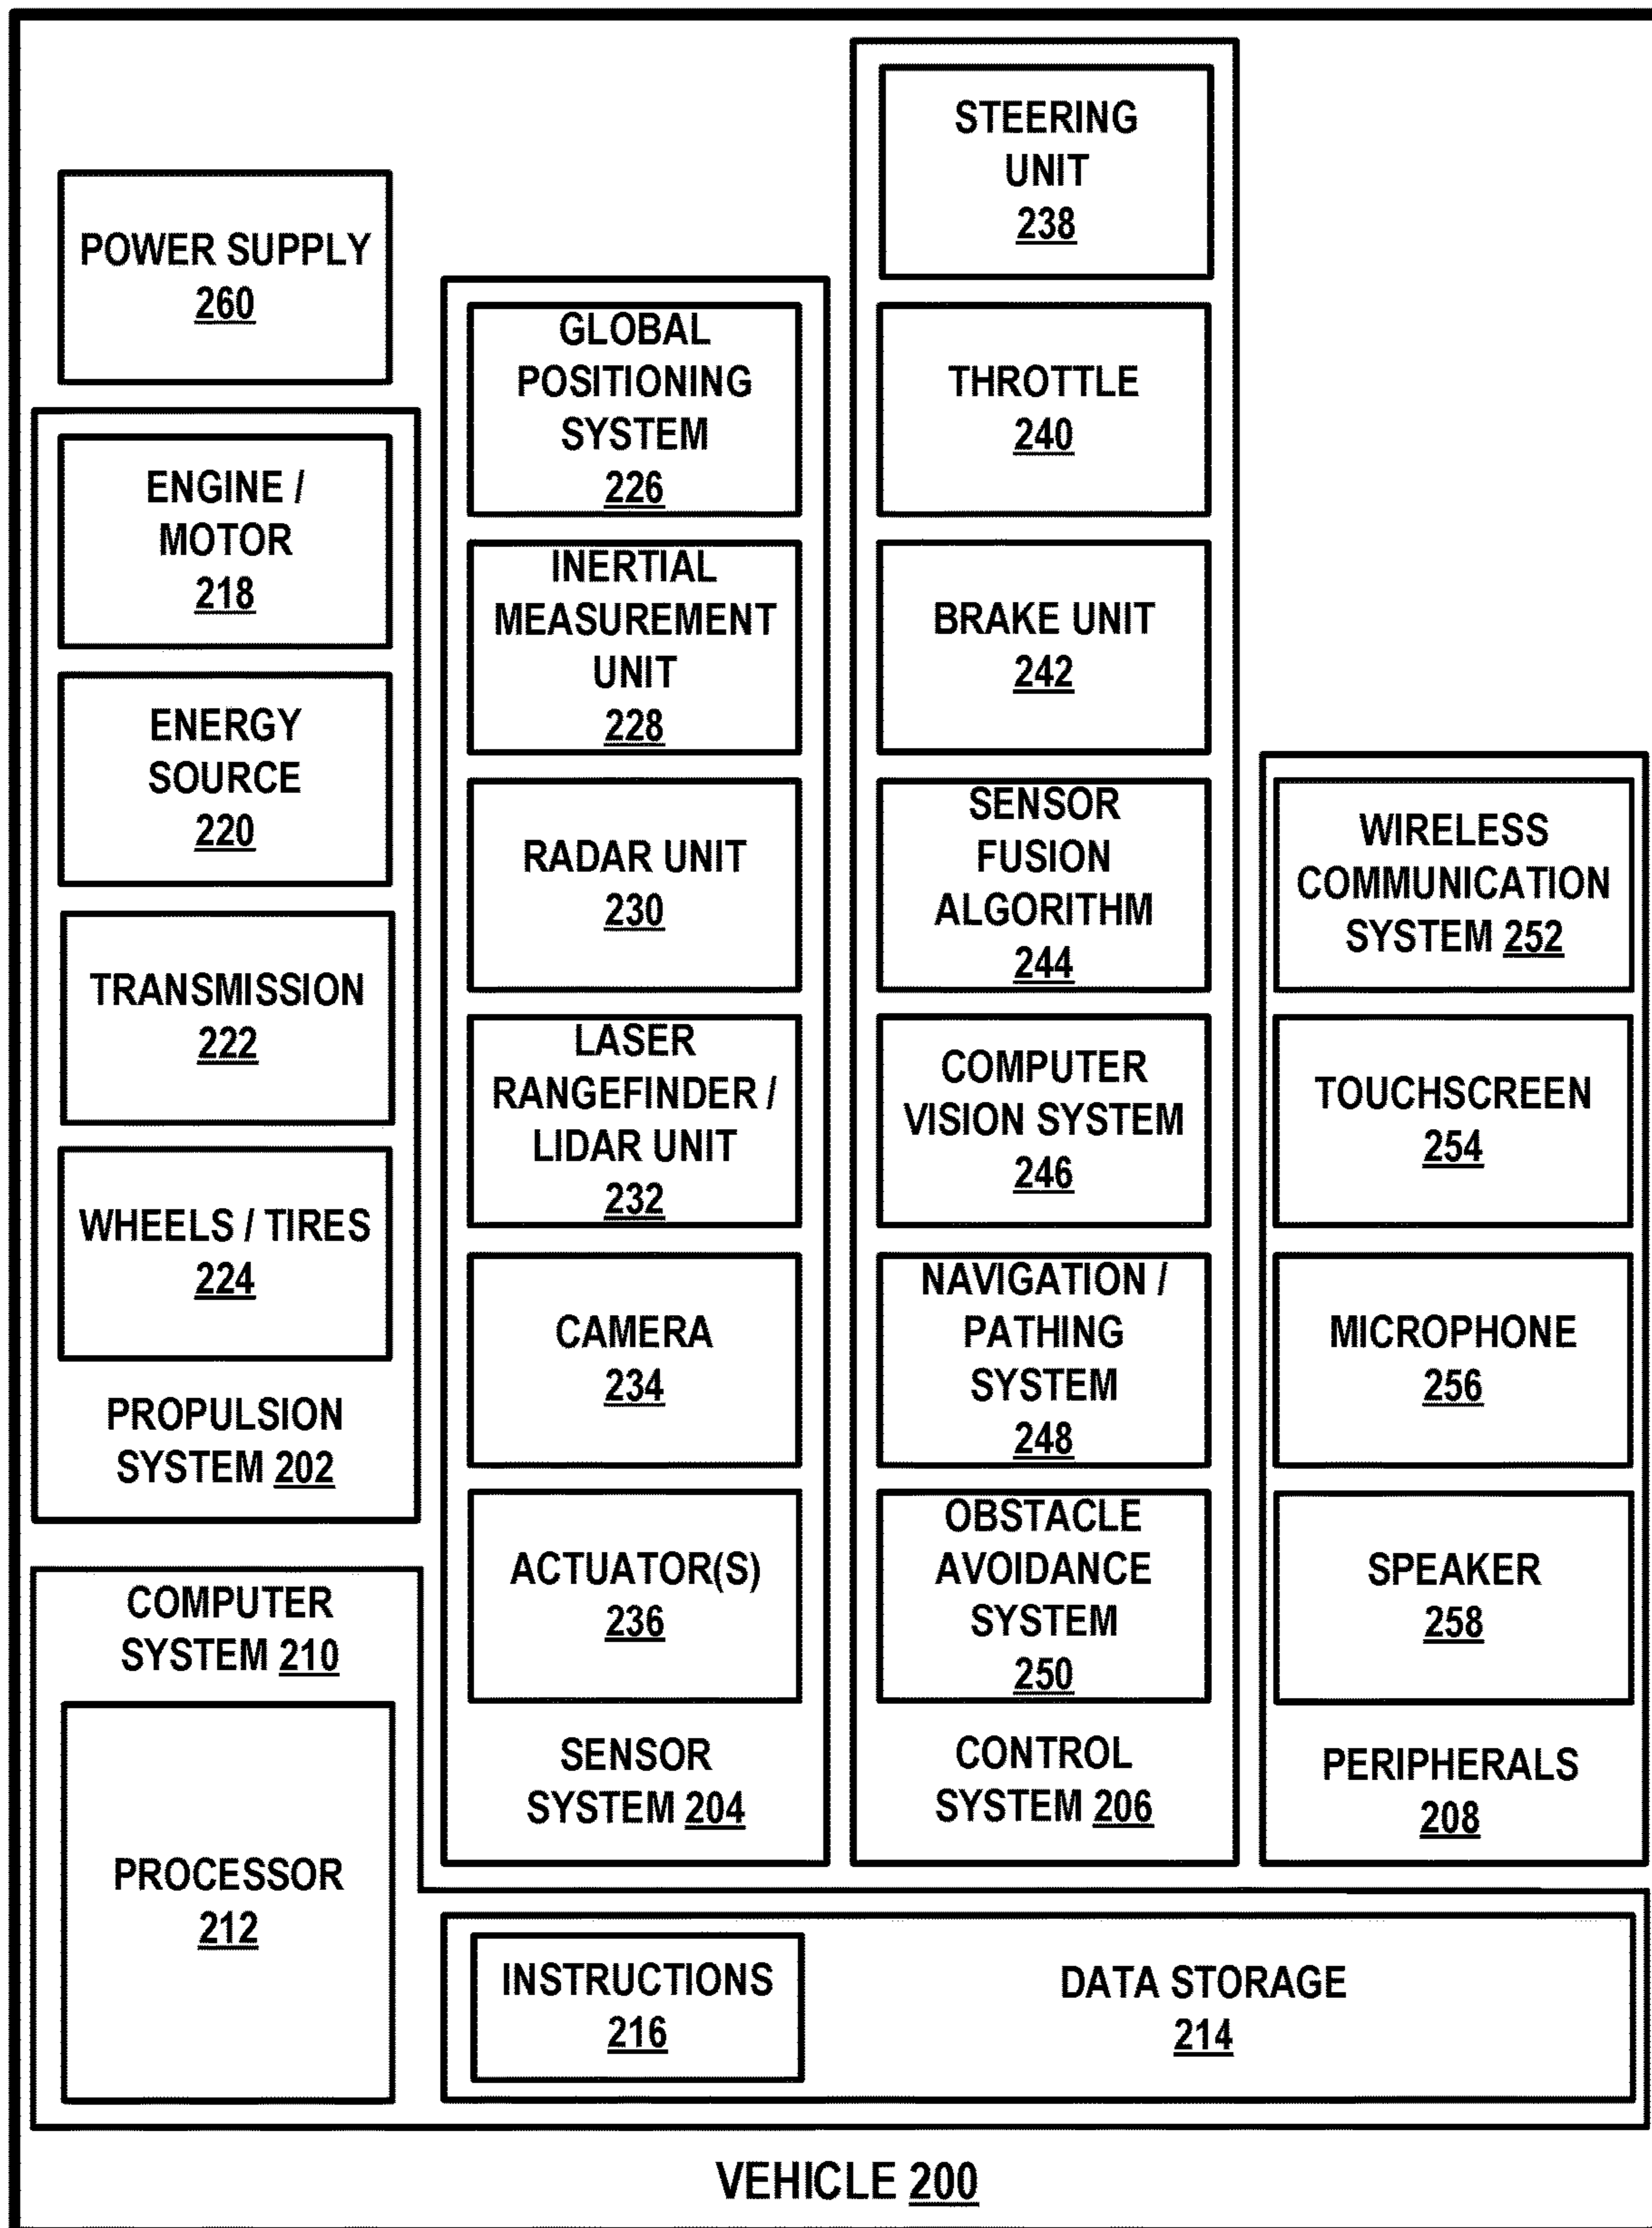 POWER SUPPLY
260
ENGINE /
MOTOR
218
ENERGY
SOURCE
220
TRANSMISSION
222
WHEELS / TIRES
224
PROPULSION
SYSTEM 202
GLOBAL
POSITIONING
SYSTEM
226
INERTIAL
MEASUREMENT
UNIT
228
RADAR UNIT
230
LASER
RANGEFINDER /
LIDAR UNIT
232
CAMERA
234
ACTUATOR(S)
236
SENSOR
SYSTEM 204
STEERING
UNIT
238
THROTTLE
240
BRAKE UNIT
242
SENSOR
FUSION
ALGORITHM
244
COMPUTER
VISION SYSTEM
246
NAVIGATION /
PATHING
SYSTEM
248
OBSTACLE
AVOIDANCE
SYSTEM
250
CONTROL
SYSTEM 206
WIRELESS
COMMUNICATION
SYSTEM 252
TOUCHSCREEN
254
MICROPHONE
256
SPEAKER
258
PERIPHERALS
208
COMPUTER
SYSTEM 210
PROCESSOR
212
INSTRUCTIONS
216
DATA STORAGE
214
VEHICLE 200